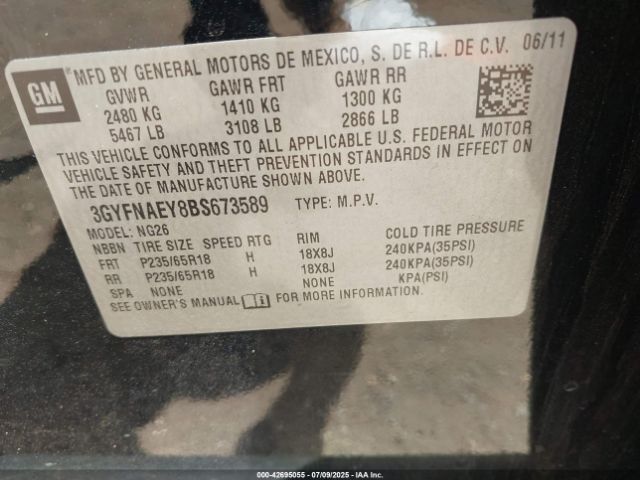 GM
MFD BY GENERAL MOTORS DE MEXICO, S. DE R.L. DE C.V. 06/11
GVWR GAWR FRT GAWR RR
2480 KG 1410 KG 1300 KG
5467 LB 3108 LB 2866 LB
THIS VEHICLE CONFORMS TO ALL APPLICABLE U.S. FEDERAL MOTOR
VEHICLE SAFETY AND THEFT PREVENTION STANDARDS IN EFFECT ON
THE DATE OF MANUFACTURE SHOWN ABOVE.
3GYFNAEY8BS673589 TYPE: M.P.V.
MODEL: NG26
NBBN TIRE SIZE SPEED RTG RIM COLD TIRE PRESSURE
FRT P235/65R18 H 18X8J 240KPA(35PSI)
RR P235/65R18 H 18X8J 240KPA(35PSI)
SPA NONE NONE KPA(PSI)
SEE OWNER'S MANUAL FOR MORE INFORMATION.
000-42695055 | 07/09/2025 - IAA.com